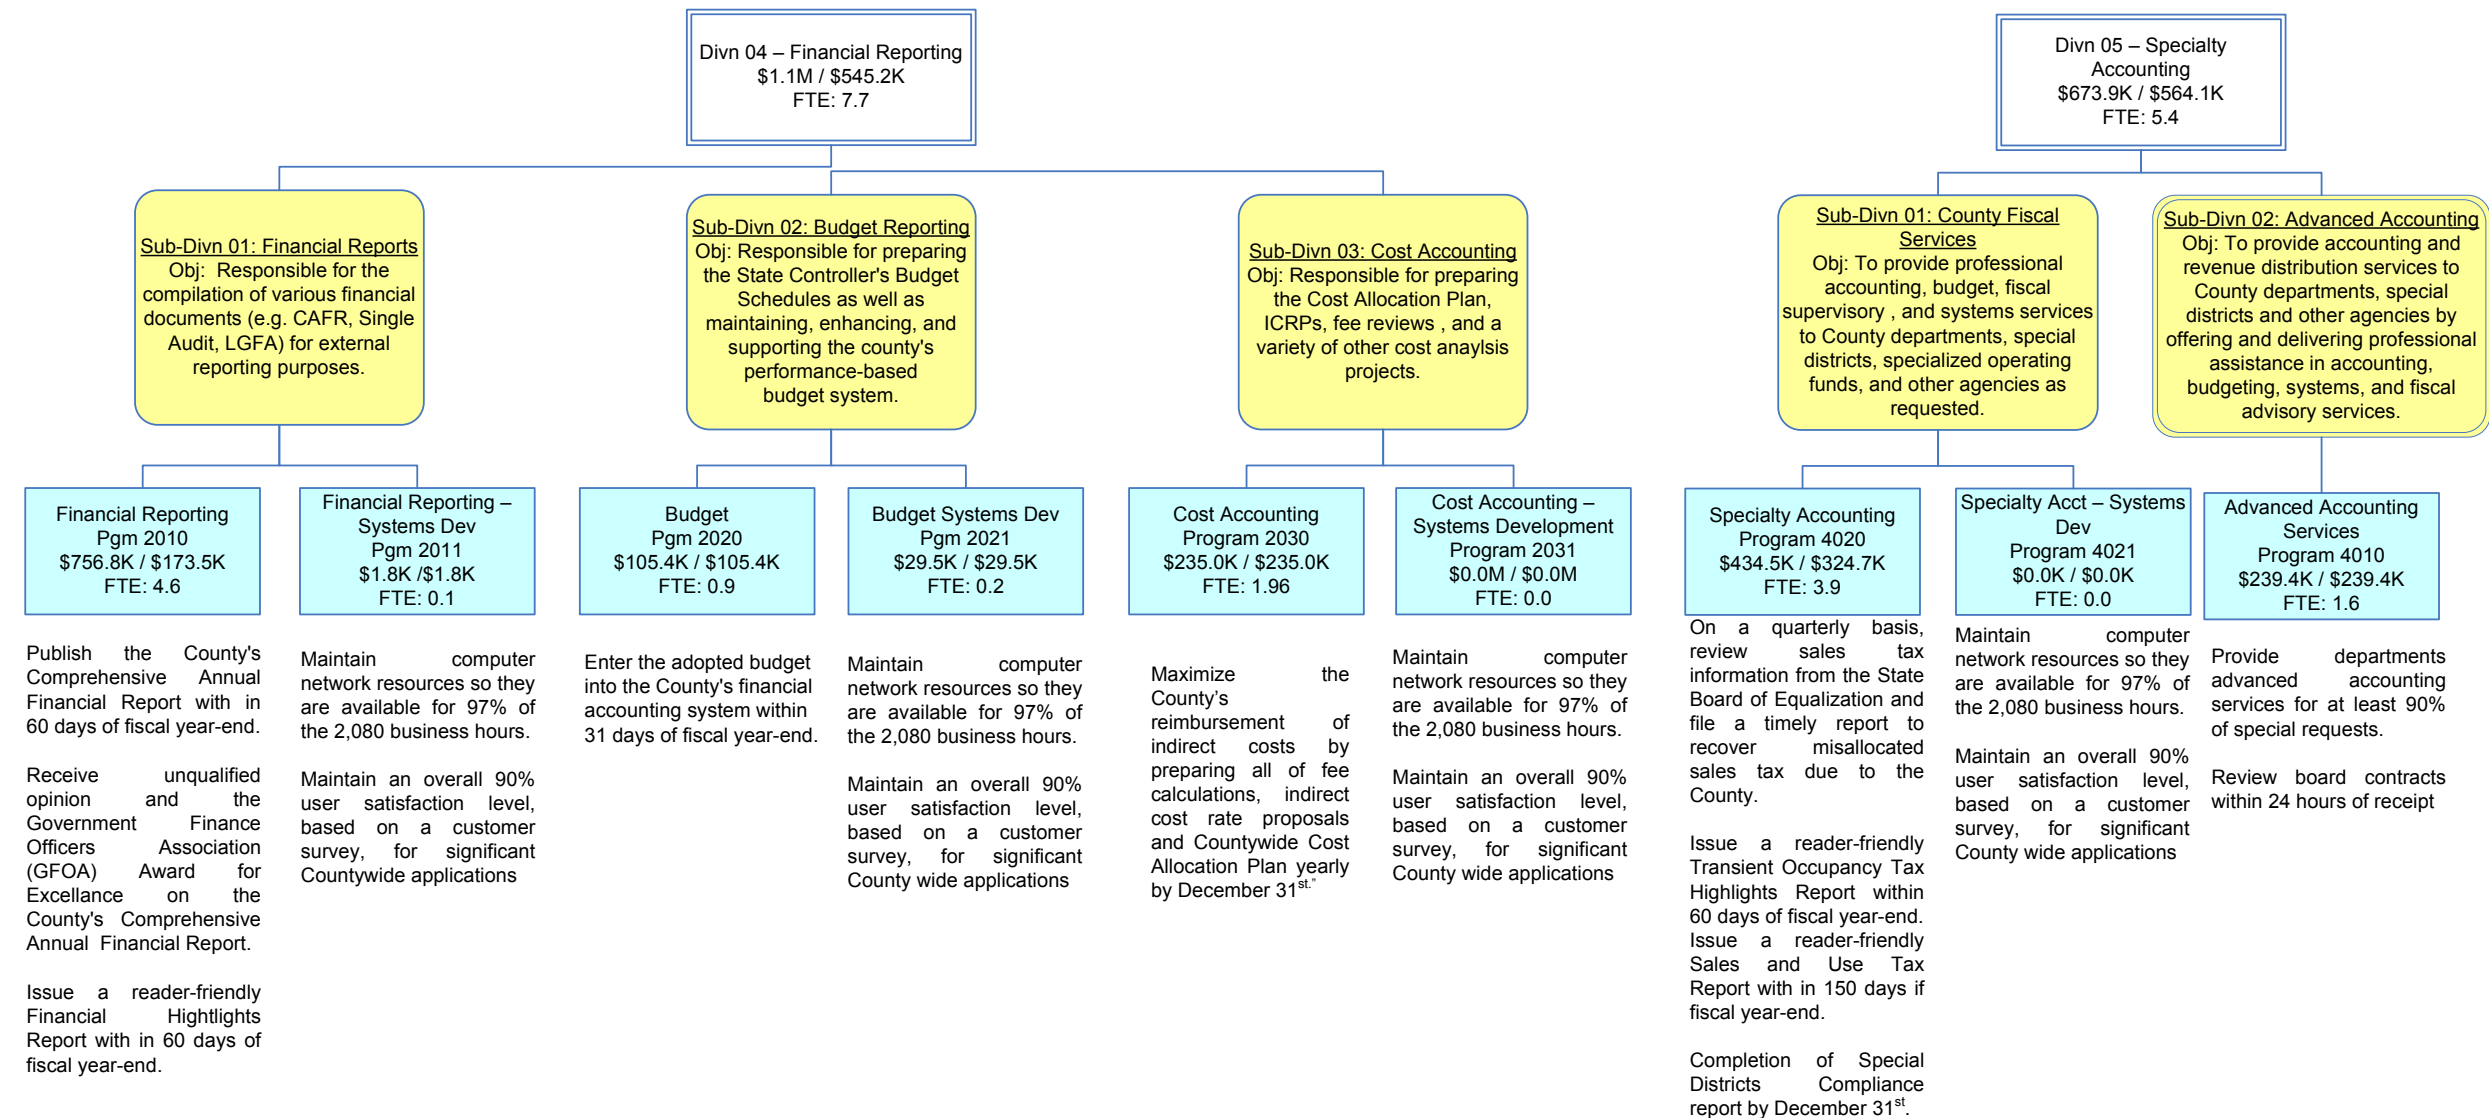 Divn 04 – Financial Reporting
$1.1M / $545.2K
FTE: 7.7
Divn 05 – Specialty
Accounting
$673.9K / $564.1K
FTE: 5.4
Sub-Divn 01: Financial Reports
Obj:  Responsible for the
compilation of various financial
documents (e.g. CAFR, Single
Audit, LGFA) for external
reporting purposes.
Sub-Divn 02: Budget Reporting
Obj: Responsible for preparing
the State Controller's Budget
Schedules as well as
maintaining, enhancing, and
supporting the county's
performance-based
budget system.
Sub-Divn 03: Cost Accounting
Obj: Responsible for preparing
the Cost Allocation Plan,
ICRPs, fee reviews , and a
variety of other cost anaylsis
projects.
Sub-Divn 01: County Fiscal
Services
Obj: To provide professional
accounting, budget, fiscal
supervisory , and systems services
to County departments, special
districts, specialized operating
funds, and other agencies as
requested.
Sub-Divn 02: Advanced Accounting
Obj: To provide accounting and
revenue distribution services to
County departments, special
districts and other agencies by
offering and delivering professional
assistance in accounting,
budgeting, systems, and fiscal
advisory services.
Financial Reporting
Pgm 2010
$756.8K / $173.5K
FTE: 4.6
Financial Reporting –
Systems Dev
Pgm 2011
$1.8K /$1.8K
FTE: 0.1
Budget
Pgm 2020
$105.4K / $105.4K
FTE: 0.9
Budget Systems Dev
Pgm 2021
$29.5K / $29.5K
FTE: 0.2
Cost Accounting
Program 2030
$235.0K / $235.0K
FTE: 1.96
Cost Accounting –
Systems Development
Program 2031
$0.0M / $0.0M
FTE: 0.0
Specialty Accounting
Program 4020
$434.5K / $324.7K
FTE: 3.9
Specialty Acct – Systems
Dev
Program 4021
$0.0K / $0.0K
FTE: 0.0
Advanced Accounting
Services
Program 4010
$239.4K / $239.4K
FTE: 1.6
Publish the County's
Comprehensive Annual
Financial Report with in
60 days of fiscal year-end.
Receive unqualified
opinion and the
Government Finance
Officers Association
(GFOA) Award for
Excellence on the
County's Comprehensive
Annual  Financial Report.
Issue a reader-friendly
Financial Hightlights
Report with in 60 days of
fiscal year-end.
Maintain computer
network resources so they
are available for 97% of
the 2,080 business hours.
Maintain an overall 90%
user satisfaction level,
based on a customer
survey, for significant
Countywide applications
Enter the adopted budget
into the County's financial
accounting system within
31 days of fiscal year-end.
Maintain computer
network resources so they
are available for 97% of
the 2,080 business hours.
Maintain an overall 90%
user satisfaction level,
based on a customer
survey, for significant
County wide applications
Maximize the
County’s
reimbursement of
indirect costs by
preparing all of fee
calculations, indirect
cost rate proposals
and Countywide Cost
Allocation Plan yearly
by December 31st."
Maintain computer
network resources so they
are available for 97% of
the 2,080 business hours.
Maintain an overall 90%
user satisfaction level,
based on a customer
survey, for significant
County wide applications
On a quarterly basis,
review sales tax
information from the State
Board of Equalization and
file a timely report to
recover misallocated
sales tax due to the
County.
Issue a reader-friendly
Transient Occupancy Tax
Highlights Report within
60 days of fiscal year-end.
Issue a reader-friendly
Sales and Use Tax
Report with in 150 days if
fiscal year-end.
Completion of Special
Districts Compliance
report by December 31st.
Maintain computer
network resources so they
are available for 97% of
the 2,080 business hours.
Maintain an overall 90%
user satisfaction level,
based on a customer
survey, for significant
County wide applications
Provide departments
advanced accounting
services for at least 90%
of special requests.
Review board contracts
within 24 hours of receipt